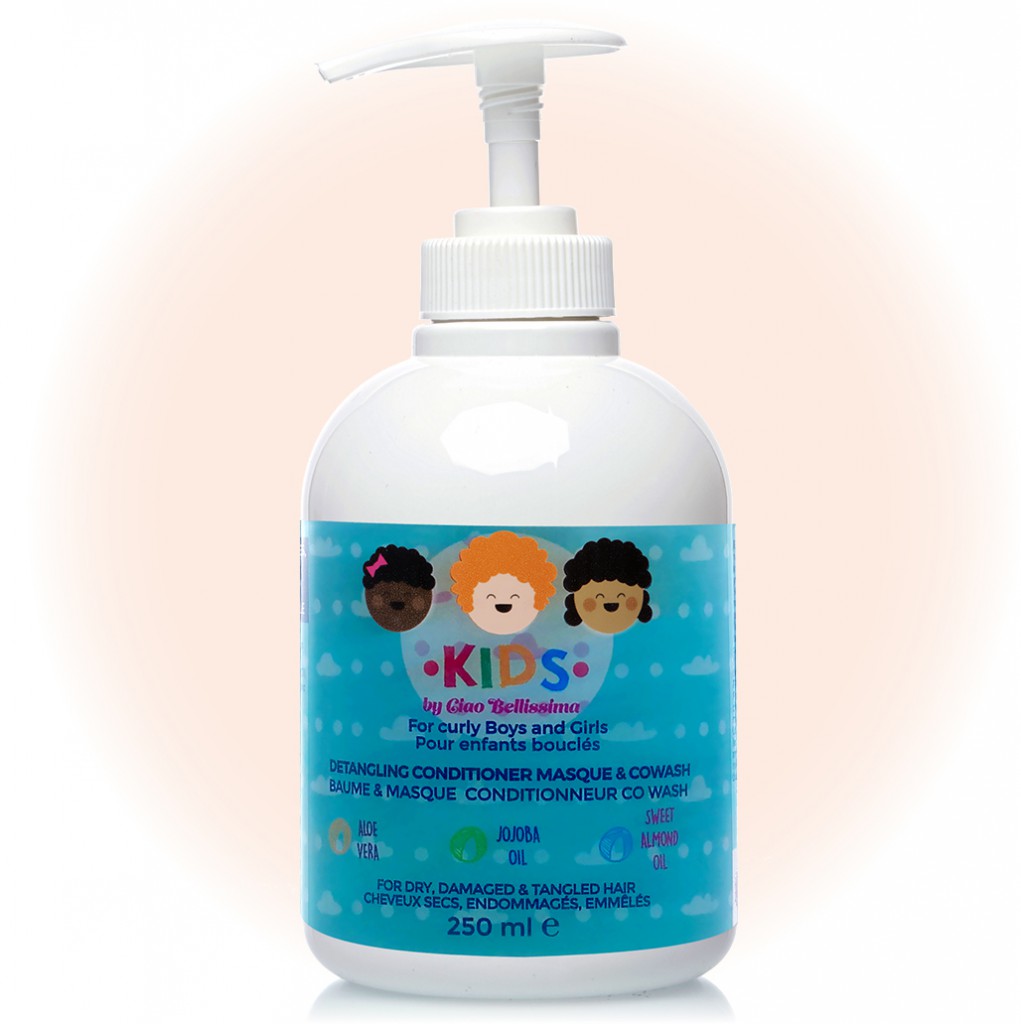 •KIDS•
by Ciao Bellissima
For curly Boys and Girls
Pour enfants bouclés
DETANGLING CONDITIONER MASQUE & COWASH
BAUME & MASQUE CONDITIONNEUR CO WASH
ALOE
VERA
JOJOBA
OIL
SWEET
ALMOND
OIL
FOR DRY, DAMAGED & TANGLED HAIR
CHEVEUX SECS, ENDOMMAGÉS, EMMÊLÉS
250 ml e